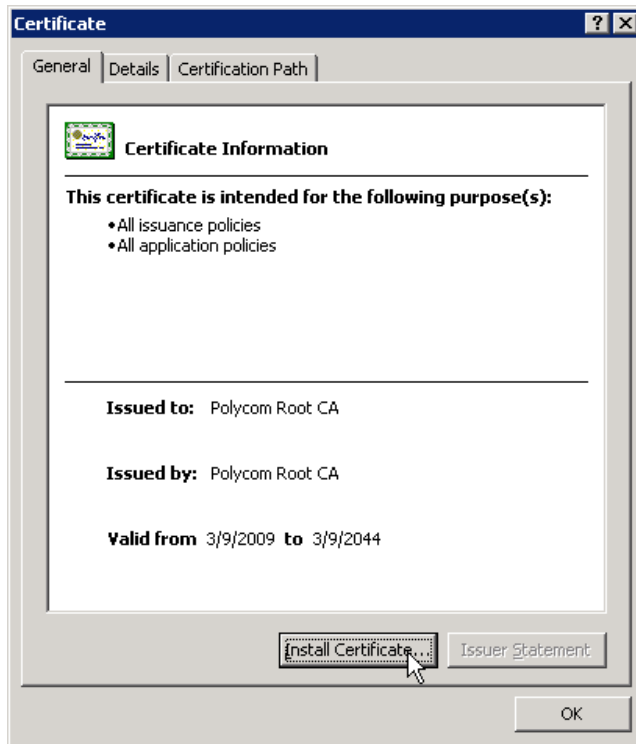 Certificate
General Details Certification Path
Certificate Information
This certificate is intended for the following purpose(s):
•All issuance policies
•All application policies
Issued to: Polycom Root CA
Issued by: Polycom Root CA
Valid from 3/9/2009 to 3/9/2044
Install Certificate... Issuer Statement
OK